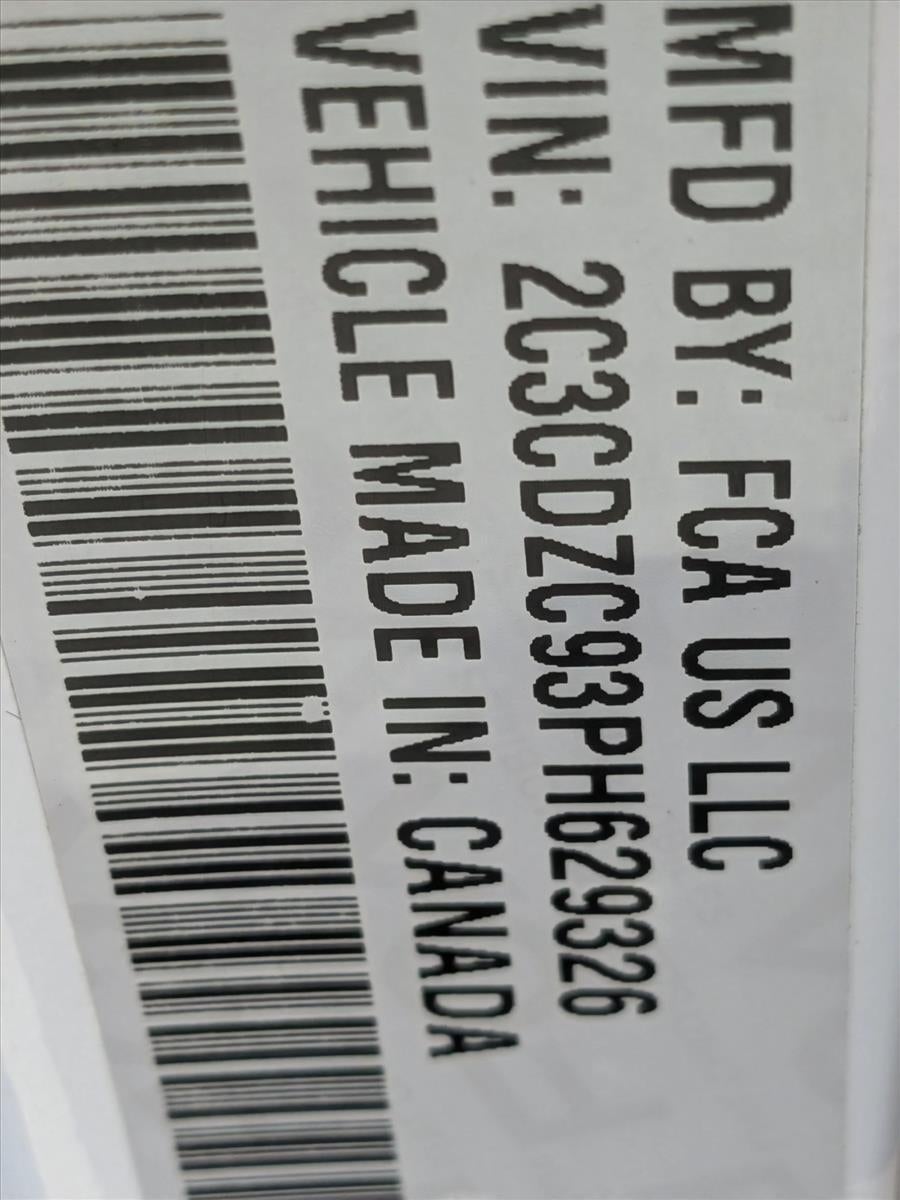 MFD BY: FCA US LLC
VIN: 2C3CDZC93PH629326
VEHICLE MADE IN: CANADA